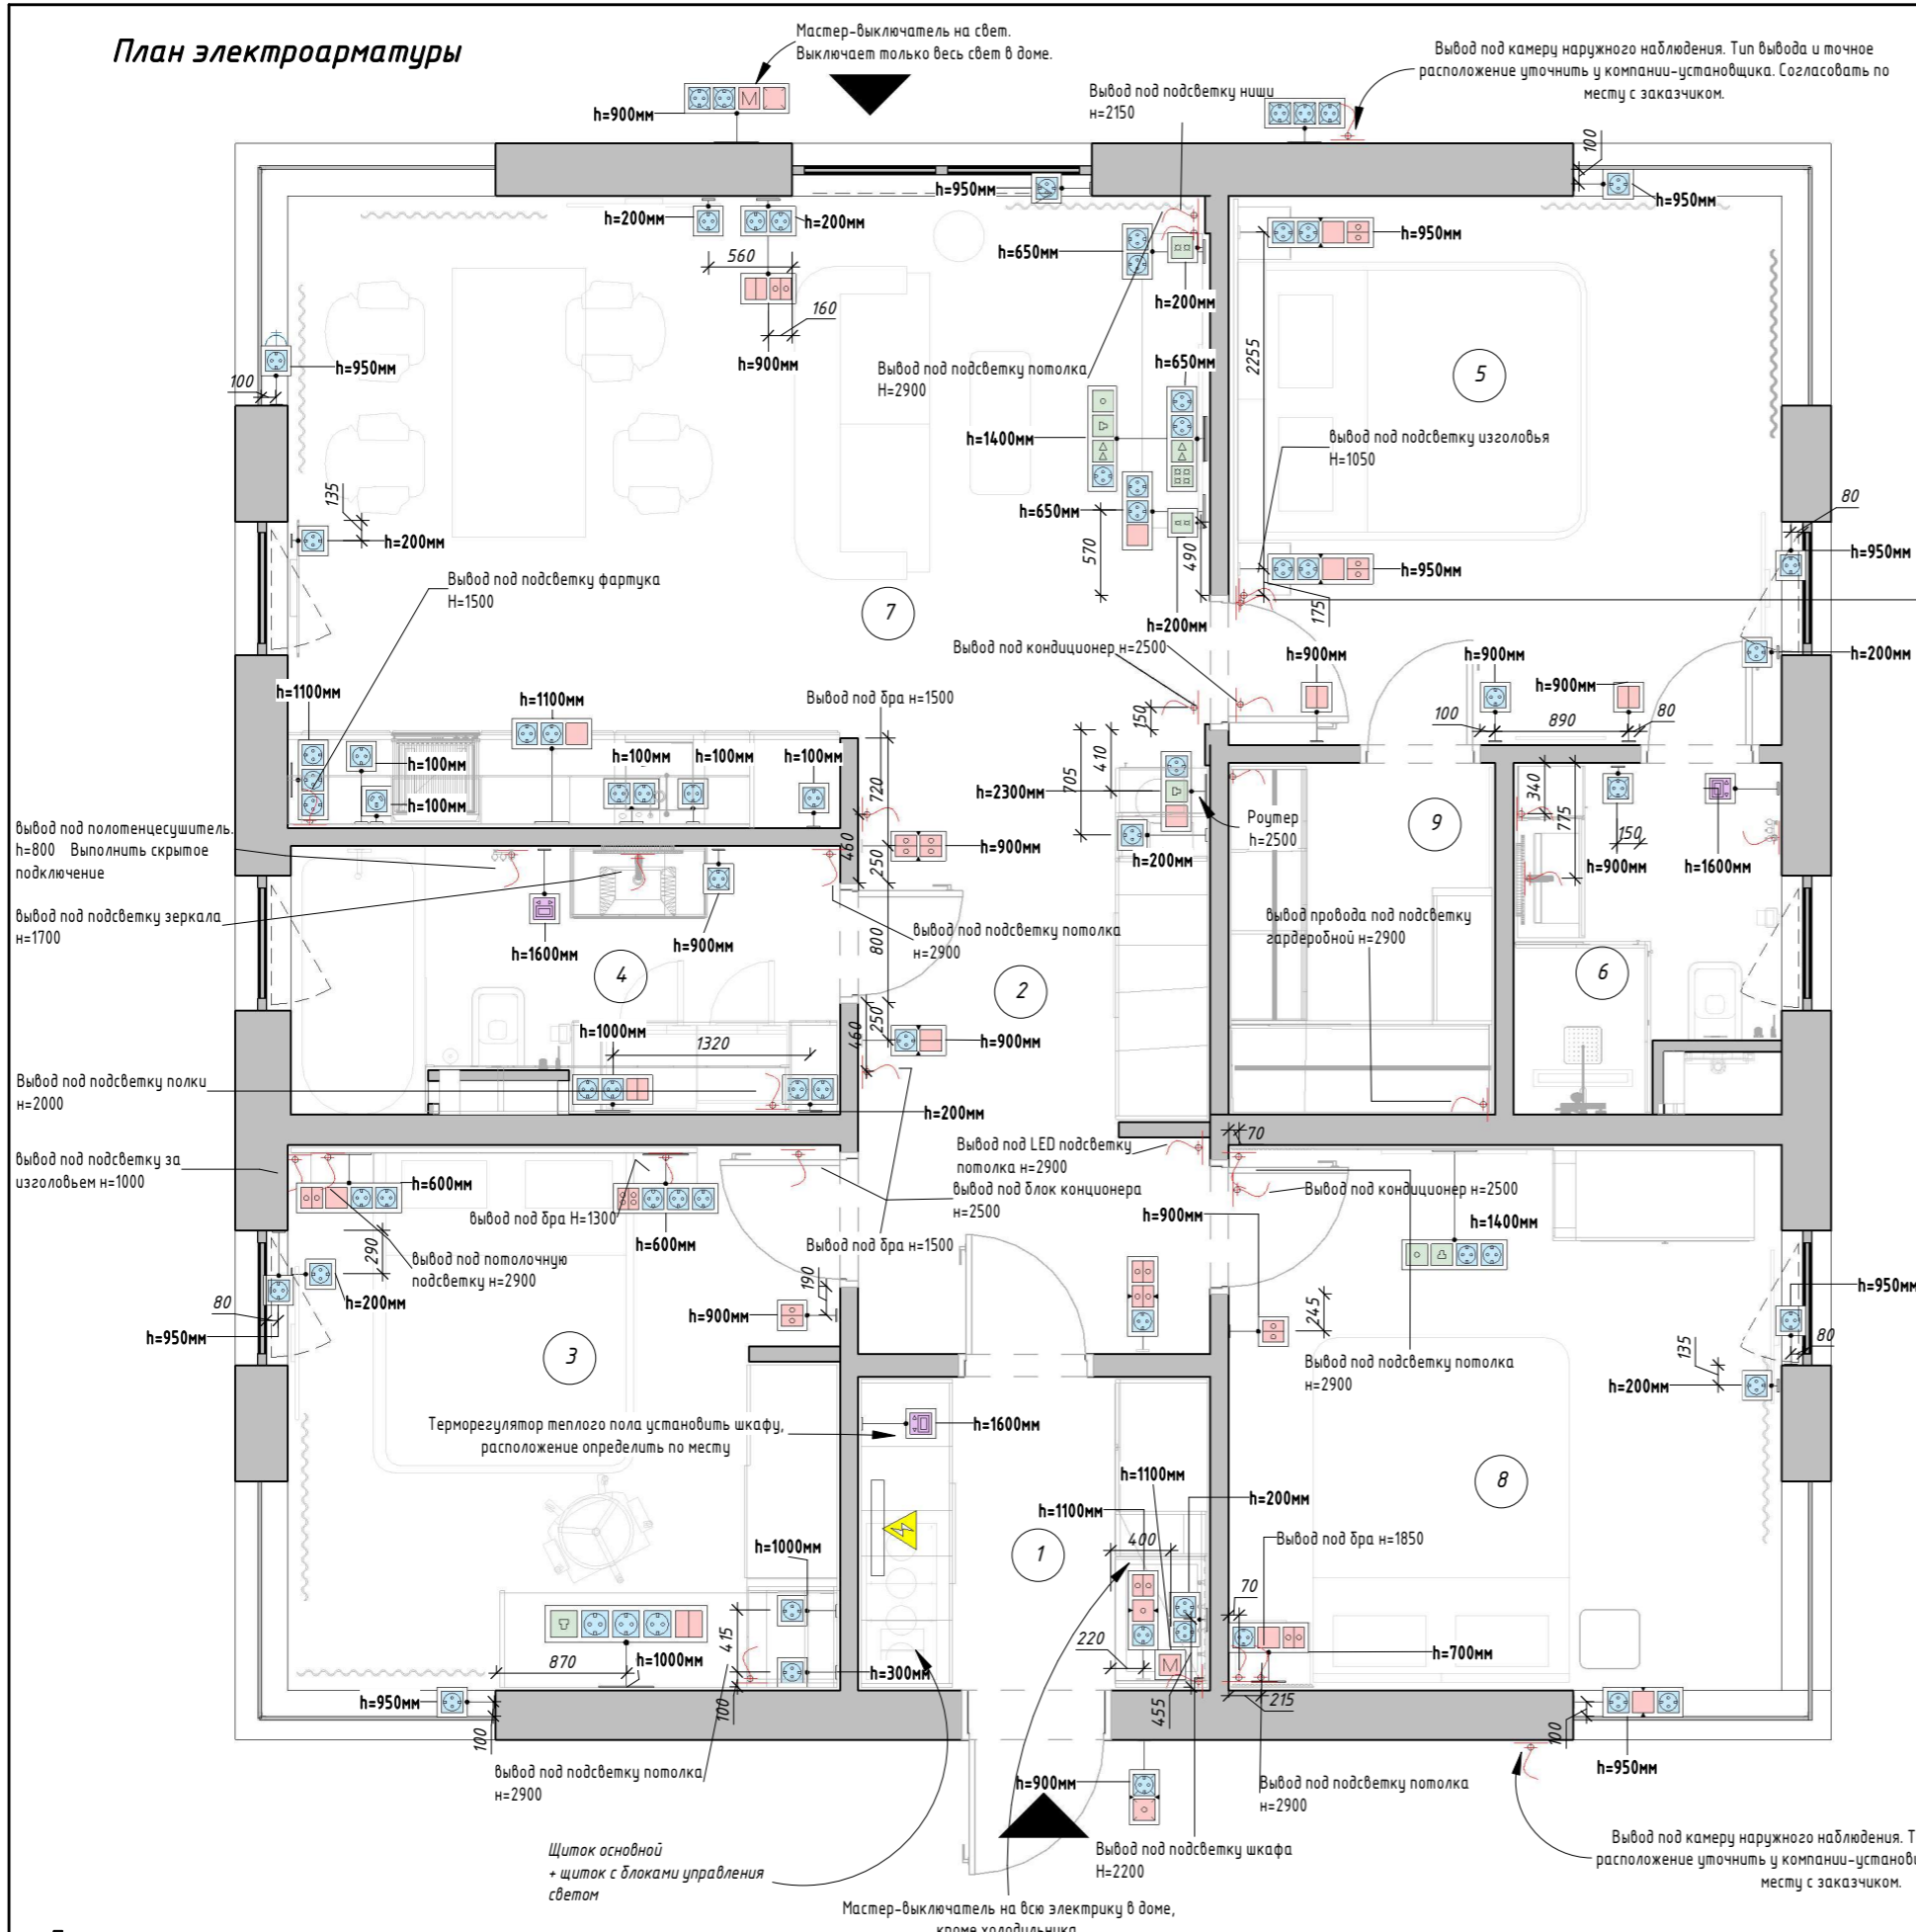 План электроарматуры
Мастер-выключатель на свет.
Выключает только весь свет в доме.
h=900мм
M
Вывод под подсветку ниши
н=2150
Вывод под камеру наружного наблюдения. Тип вывода и точное
расположение уточнить у компании-установщика. Согласовать по
месту с заказчиком.
100
h=950мм
h=950мм
h=200мм
h=200мм
560
160
h=900мм
h=650мм
h=200мм
h=950мм
2255
5
h=950мм
100
Вывод под подсветку потолка
Н=2900
h=650мм
h=1400мм
вывод под подсветку изголовья
Н=1050
135
h=200мм
h=650мм
570
490
h=950мм
80
h=950мм
175
Вывод под подсветку фартука
Н=1500
7
h=200мм
Вывод под кондиционер н=2500
h=900мм
h=900мм
h=900мм
h=200мм
h=1100мм
h=1100мм
Вывод под бра н=1500
150
100
890
80
h=100мм
h=100мм
h=100мм
h=100мм
h=100мм
720
705
410
h=2300мм
Роутер
h=2500
9
340
775
150
h=900мм
h=1600мм
вывод под полотенцесушитель.
h=800 Выполнить скрытое
подключение
460
250
h=900мм
h=200мм
вывод под подсветку зеркала
н=1700
h=1600мм
h=900мм
800
вывод под подсветку потолка
н=2900
вывод провода под подсветку
гардеробной н=2900
4
2
6
h=1000мм
1320
250
460
h=900мм
Вывод под подсветку полки
н=2000
h=200мм
70
Вывод под LED подсветку
потолка н=2900
вывод под подсветку за
изголовьем н=1000
вывод под блок конционера
н=2500
Вывод под кондиционер н=2500
h=600мм
вывод под бра Н=1300
h=600мм
h=900мм
h=1400мм
290
вывод под потолочную
подсветку н=2900
Вывод под бра н=1500
h=200мм
80
h=950мм
190
h=900мм
245
h=950мм
135
80
3
Вывод под подсветку потолка
н=2900
h=200мм
Терморегулятор теплого пола установить шкафу,
расположение определить по месту
h=1600мм
8
h=1100мм
h=200мм
h=1100мм
400
Вывод под бра н=1850
h=1000мм
1
70
415
220
M
h=700мм
870
h=1000мм
h=300мм
h=950мм
100
100
455
215
100
h=950мм
вывод под подсветку потолка
н=2900
h=900мм
Вывод под подсветку потолка
н=2900
Щиток основной
+ щиток с блоками управления
светом
Вывод под подсветку шкафа
Н=2200
Вывод под камеру наружного наблюдения. Т
расположение уточнить у компании-установи
месту с заказчиком.
Мастер-выключатель на всю электрику в доме,
кроме холодильника